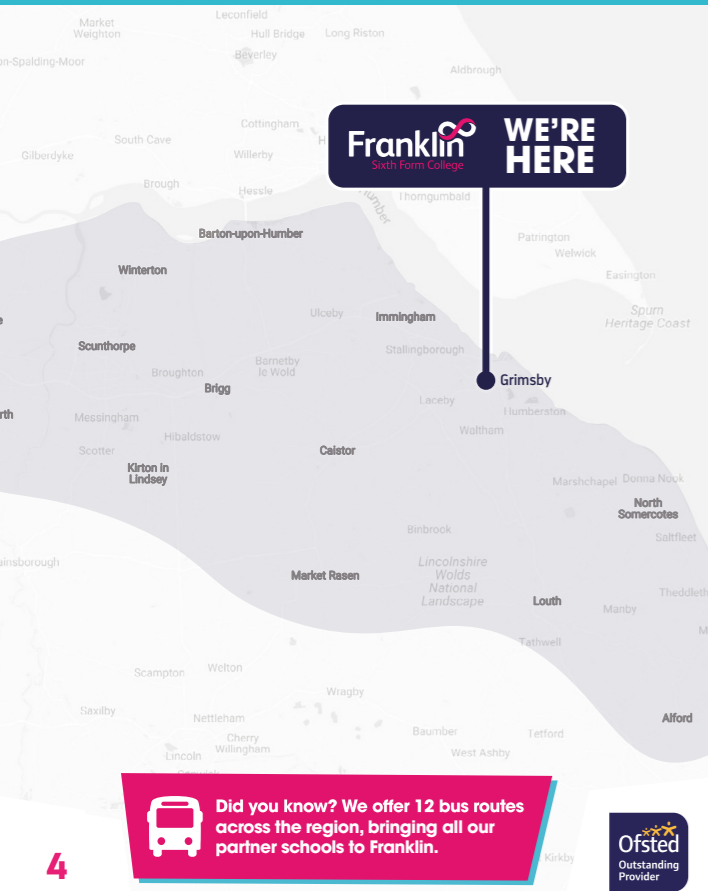 Market
Weighton
Leconfield
Hull Bridge
Long Riston
on-Spalding-Moor
Beverley
Aldbrough
Cottingham
South Cave
Gilberdyke
Willerby
Brough
Hessle
Franklin
Sixth Form College
WE'RE
HERE
Thorngumbald
Barton-upon-Humber
Patrington
Welwick
Winterton
Easington
Ulceby
Immingham
Spurn
Heritage Coast
Scunthorpe
Stallingborough
Broughton
Barnetby
le Wold
Brigg
Grimsby
rth
Messingham
Laceby
Humberston
Hibaldstow
Waltham
Scotter
Caistor
Kirton in
Lindsey
Marshchapel
Donna Nook
North
Somercotes
Binbrook
Saltfleet
ainsborough
Market Rasen
Lincolnshire
Wolds
National
Landscape
Louth
Theddleth
Manby
M
Tathwell
Scampton
Welton
Wragby
Saxilby
Nettleham
Alford
Cherry
Willingham
Baumber
Tetford
Lincoln
West Ashby
Did you know? We offer 12 bus routes
across the region, bringing all our
partner schools to Franklin.
Kirkby
4
Ofsted
Outstanding
Provider